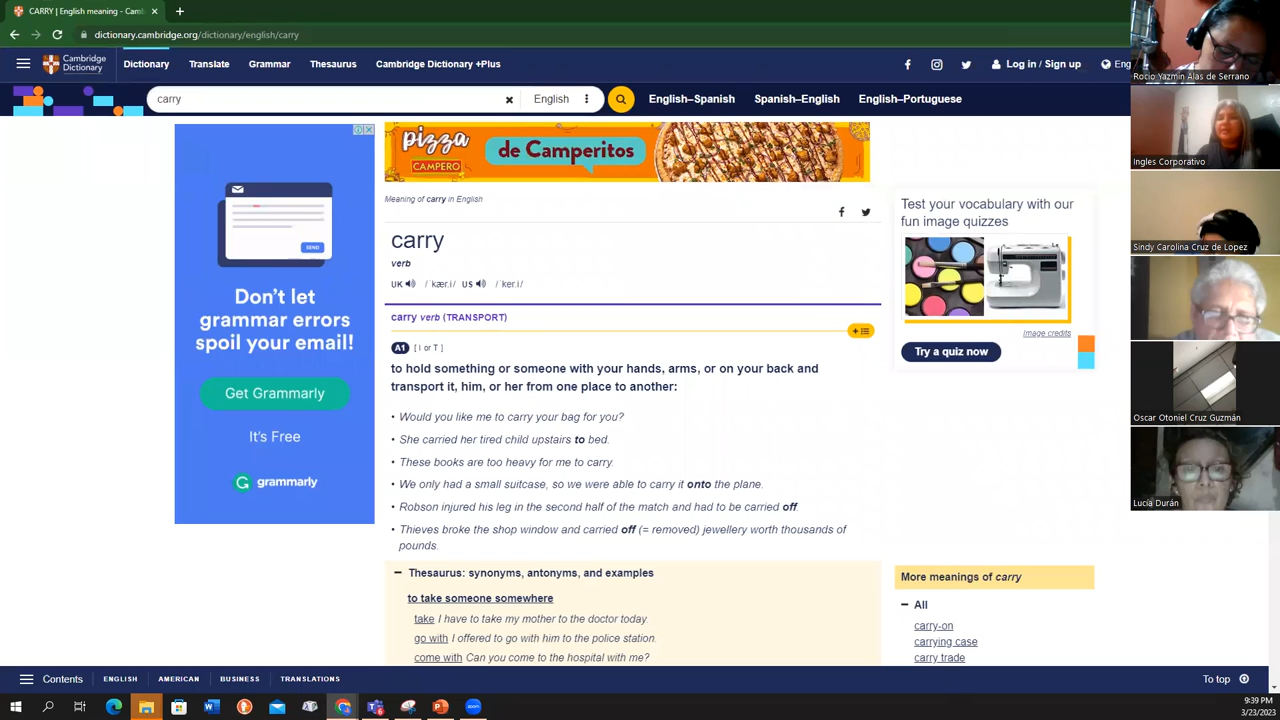 CARRY | English meaning - Camb
dictionary.cambridge.org/dictionary/english/carry
Cambridge
Dictionary
Dictionary
Translate
Grammar
Thesaurus
Cambridge Dictionary +Plus
Log in / Sign up
Eng
carry
English
English–Spanish
Spanish–English
English–Portuguese
pizza
CAMPERO
de Camperitos
Meaning of carry in English
carry
verb
UK /ˈkær.i/ US /ˈker.i/
carry verb (TRANSPORT)
A1 [ I or T ]
to hold something or someone with your hands, arms, or on your back and
transport it, him, or her from one place to another:
• Would you like me to carry your bag for you?
• She carried her tired child upstairs to bed.
• These books are too heavy for me to carry.
• We only had a small suitcase, so we were able to carry it onto the plane.
• Robson injured his leg in the second half of the match and had to be carried off.
• Thieves broke the shop window and carried off (= removed) jewellery worth thousands of
pounds.
Thesaurus: synonyms, antonyms, and examples
to take someone somewhere
take I have to take my mother to the doctor today.
go with I offered to go with him to the police station.
come with Can you come to the hospital with me?
SEND
Don't let
grammar errors
spoil your email!
Get Grammarly
It's Free
grammarly
Test your vocabulary with our
fun image quizzes
Image credits
Try a quiz now
More meanings of carry
All
carry-on
carrying case
carry trade
Contents
ENGLISH
AMERICAN
BUSINESS
TRANSLATIONS
To top
Rocio Yazmin Alas de Serrano
Ingles Corporativo
Sindy Carolina Cruz de Lopez
Oscar Otoniel Cruz Guzmán
Lucía Durán
9:39 PM
3/23/2023
zoom